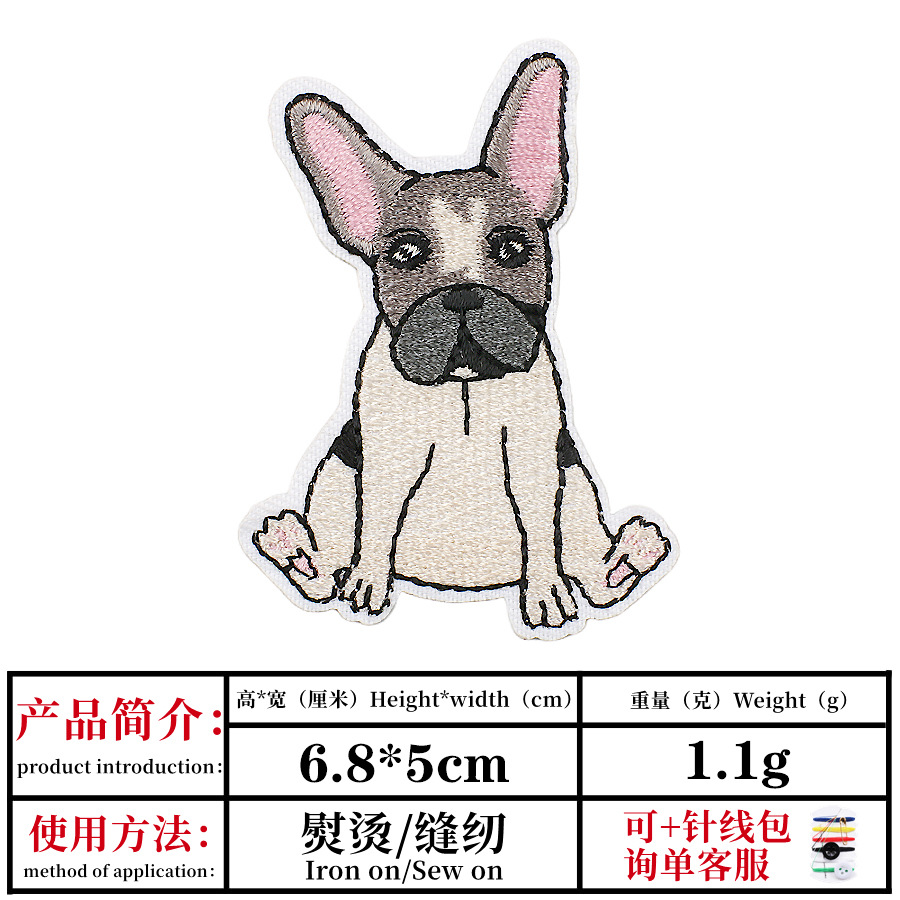 产品简介：
product introduction：
高*宽（厘米）Height*width（cm）
重量（克）Weight（g）
6.8*5cm
1.1g
使用方法：
method of application：
熨烫/缝纫
Iron on/Sew on
可+针线包
询单客服